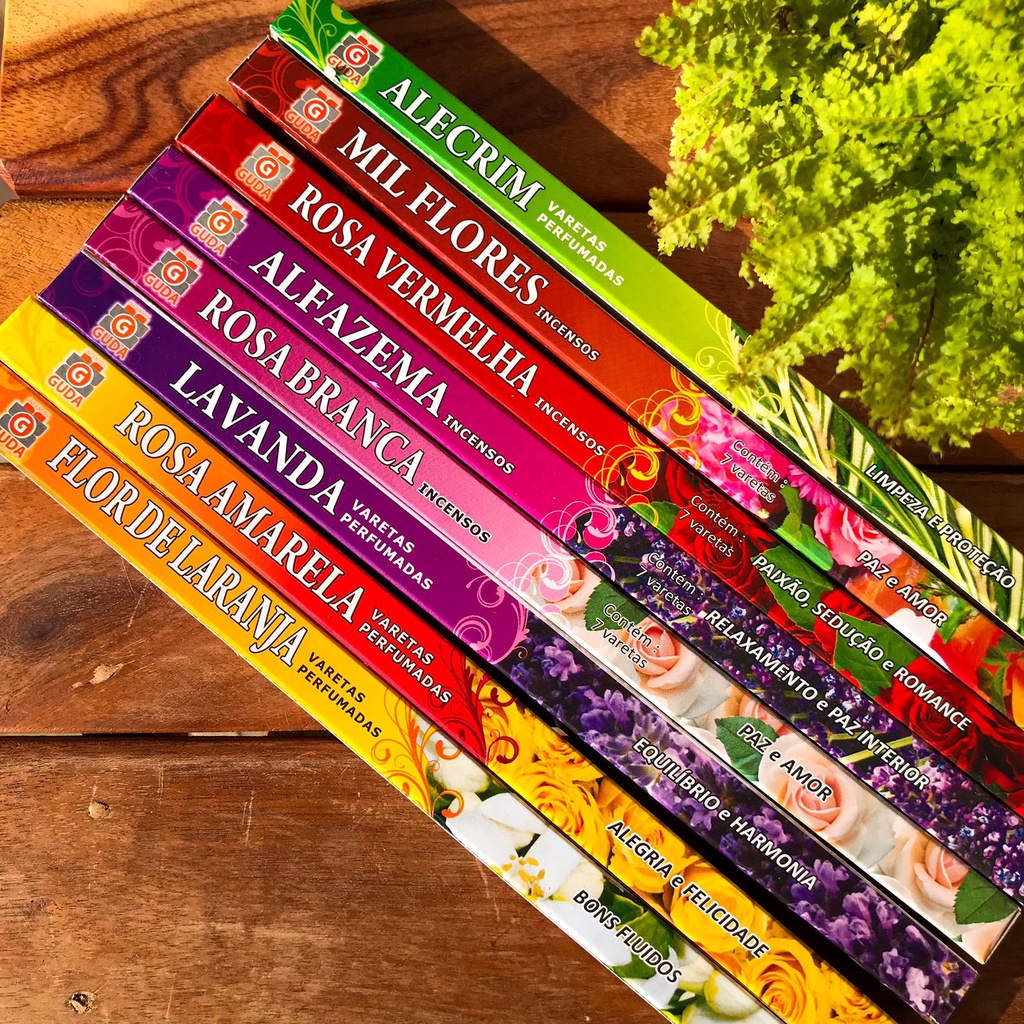 G
GUDA
ALECRIM
VARETAS
PERFUMADAS
LIMPEZA E PROTEÇÃO
G
GUDA
MIL FLORES
INCENSOS
Contém :
7 varetas
PAZ e AMOR
G
GUDA
ROSA VERMELHA
INCENSOS
Contém :
7 varetas
PAIXÃO, SEDUÇÃO e ROMANCE
G
GUDA
ALFAZEMA
INCENSOS
Contém :
7 varetas
RELAXAMENTO e PAZ INTERIOR
G
GUDA
ROSA BRANCA
INCENSOS
Contém :
7 varetas
PAZ e AMOR
G
GUDA
LAVANDA
VARETAS
PERFUMADAS
EQUILÍBRIO e HARMONIA
G
GUDA
ROSA AMARELA
VARETAS
PERFUMADAS
ALEGRIA e FELICIDADE
G
GUDA
FLOR DE LARANJA
VARETAS
PERFUMADAS
BONS FLUIDOS